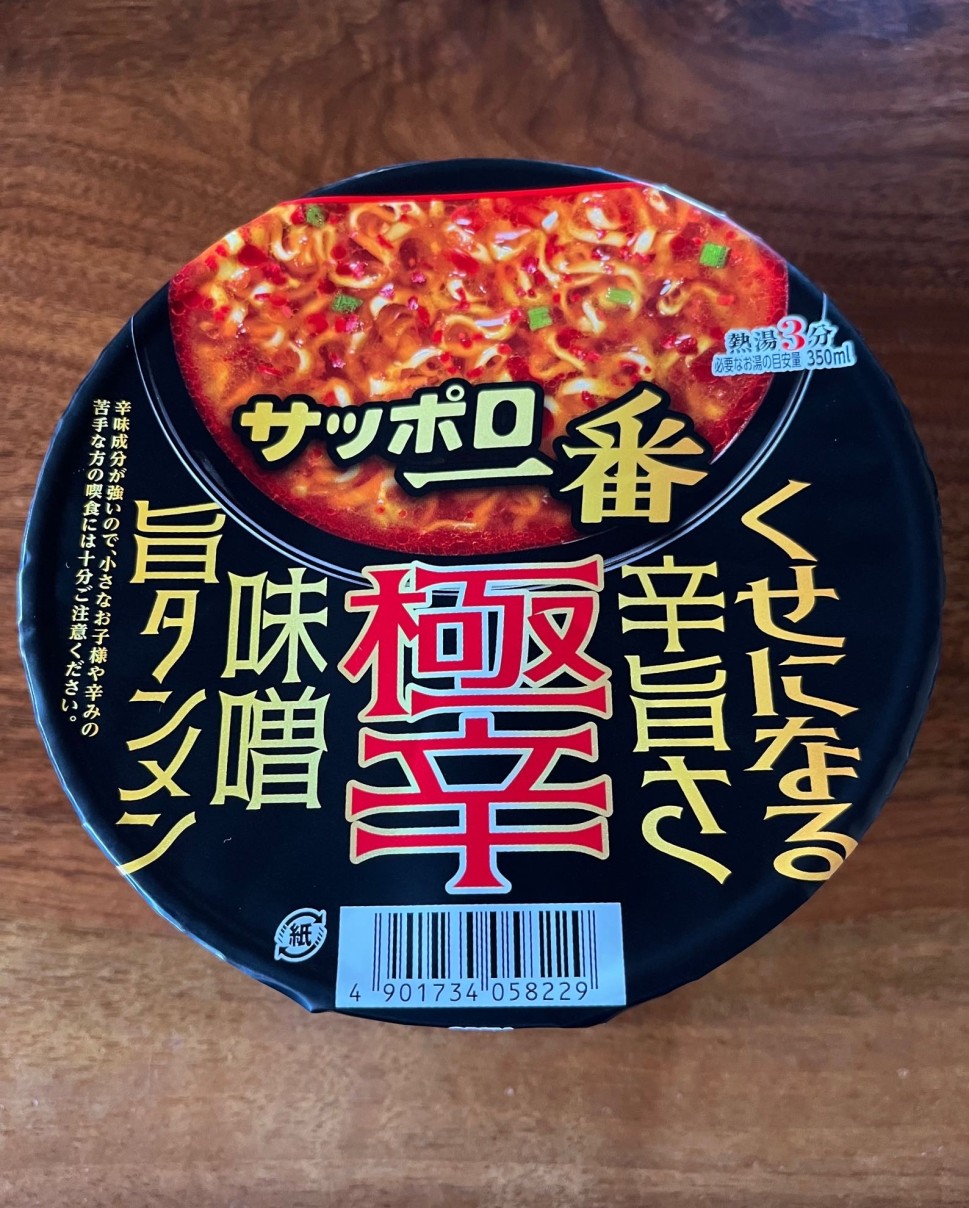 熱湯3分
必要なお湯の目安量 350ml
サッポロ一番
くせになる
辛旨さ
極辛
味噌
旨タンメン
辛味成分が強いので、小さなお子様や辛みの
苦手な方の喫食には十分ご注意ください。
紙
4 901734 058229